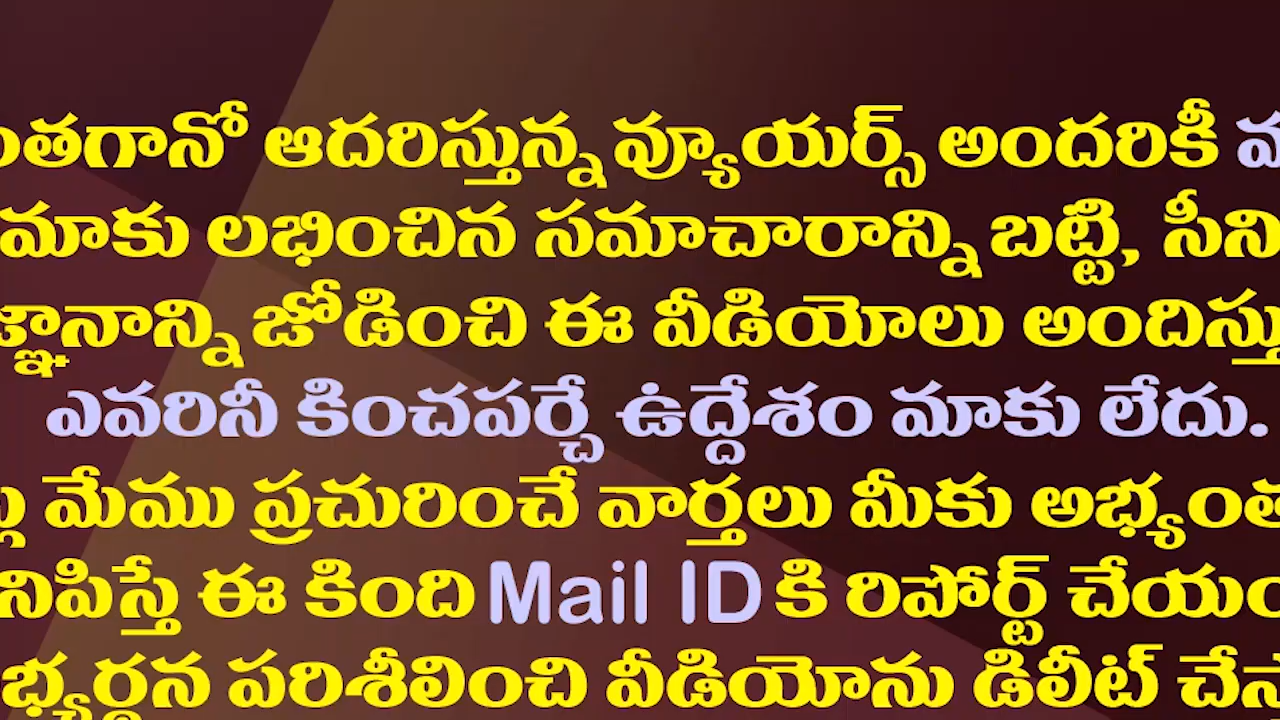 ంతగానో ఆదరిస్తున్న వ్యూయర్స్ అందరికీ
మాకు లభించిన సమాచారాన్ని బట్టి, సీని
జ్ఞానాన్ని జోడించి ఈ వీడియోలు అందిస్తు
ఎవరినీ కించపర్చే ఉద్దేశం మాకు లేదు.
మేము ప్రచురించే వార్తలు మీకు అభ్యంత
నిపిస్తే ఈ కింది Mail ID కి రిపోర్ట్ చేయం
భ్యర్థన పరిశీలించి వీడియోను డిలీట్ చేస